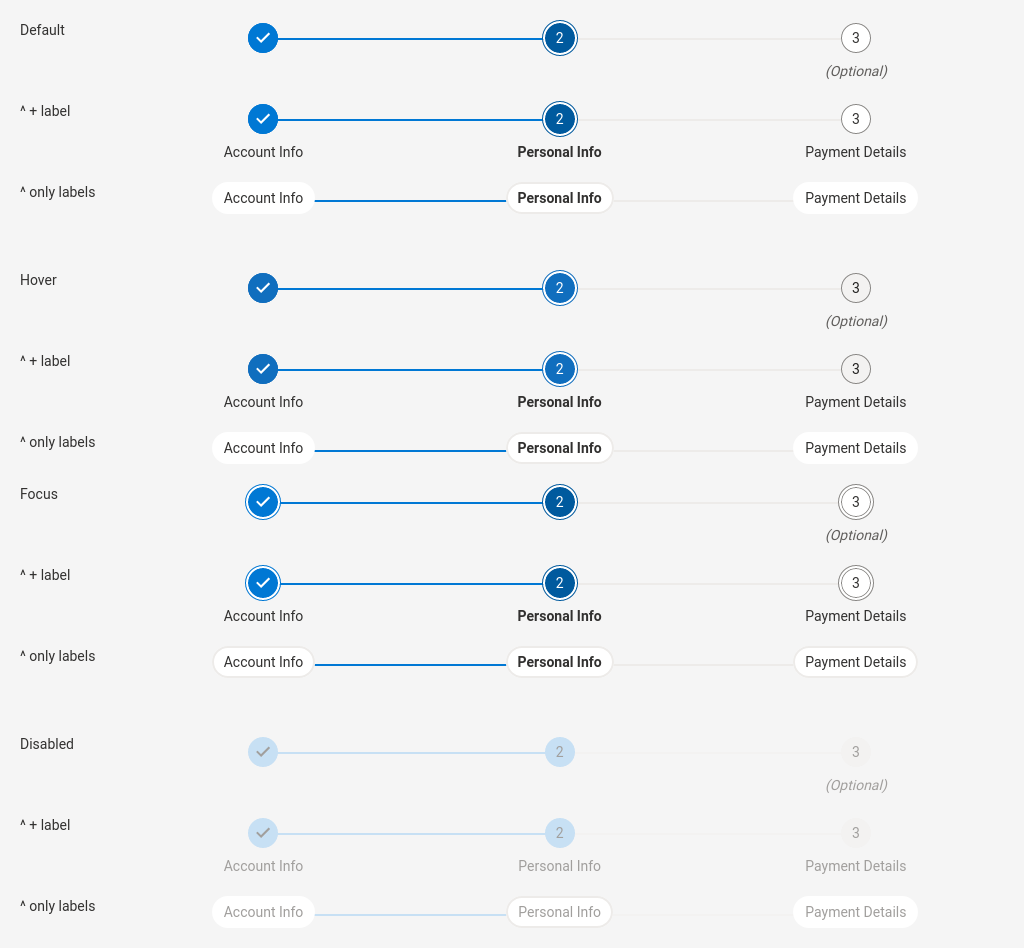 Default
2 3
(Optional)
^ + label
2 3
Account Info Personal Info Payment Details
^ only labels
Account Info Personal Info Payment Details
Hover
2 3
(Optional)
^ + label
2 3
Account Info Personal Info Payment Details
^ only labels
Account Info Personal Info Payment Details
Focus
2 3
(Optional)
^ + label
2 3
Account Info Personal Info Payment Details
^ only labels
Account Info Personal Info Payment Details
Disabled
2 3
(Optional)
^ + label
2 3
Account Info Personal Info Payment Details
^ only labels
Account Info Personal Info Payment Details